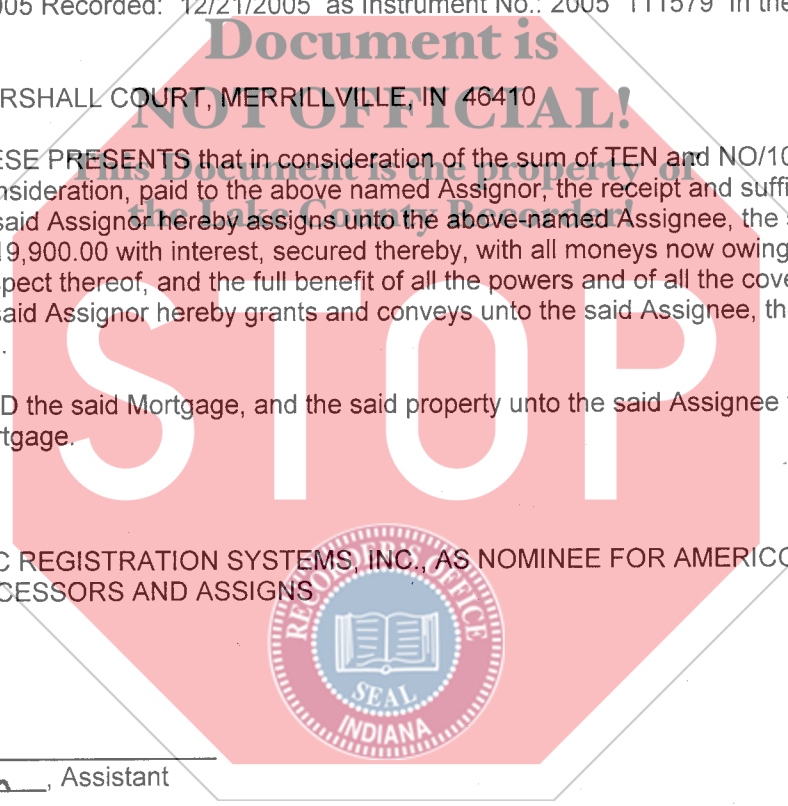 005 Recorded: 12/21/2005 as Instrument No.: 2005 111579 in the
Document is
RSHALL COURT, MERRILLVILLE, IN 46410
NOT OFFICIAL!
ESE PRESENTS that in consideration of the sum of TEN and NO/10
This Document is the property of
nsideration, paid to the above named Assignor, the receipt and suffi
the Lake County Recorder!
said Assignor hereby assigns unto the above-named Assignee, the s
19,900.00 with interest, secured thereby, with all moneys now owing
spect thereof, and the full benefit of all the powers and of all the cove
said Assignor hereby grants and conveys unto the said Assignee, th
.
STOP
D the said Mortgage, and the said property unto the said Assignee
rtgage.
C REGISTRATION SYSTEMS, INC., AS NOMINEE FOR AMERICO
CESSORS AND ASSIGNS
RECORDER'S OFFICE
SEAL
INDIANA
, Assistant